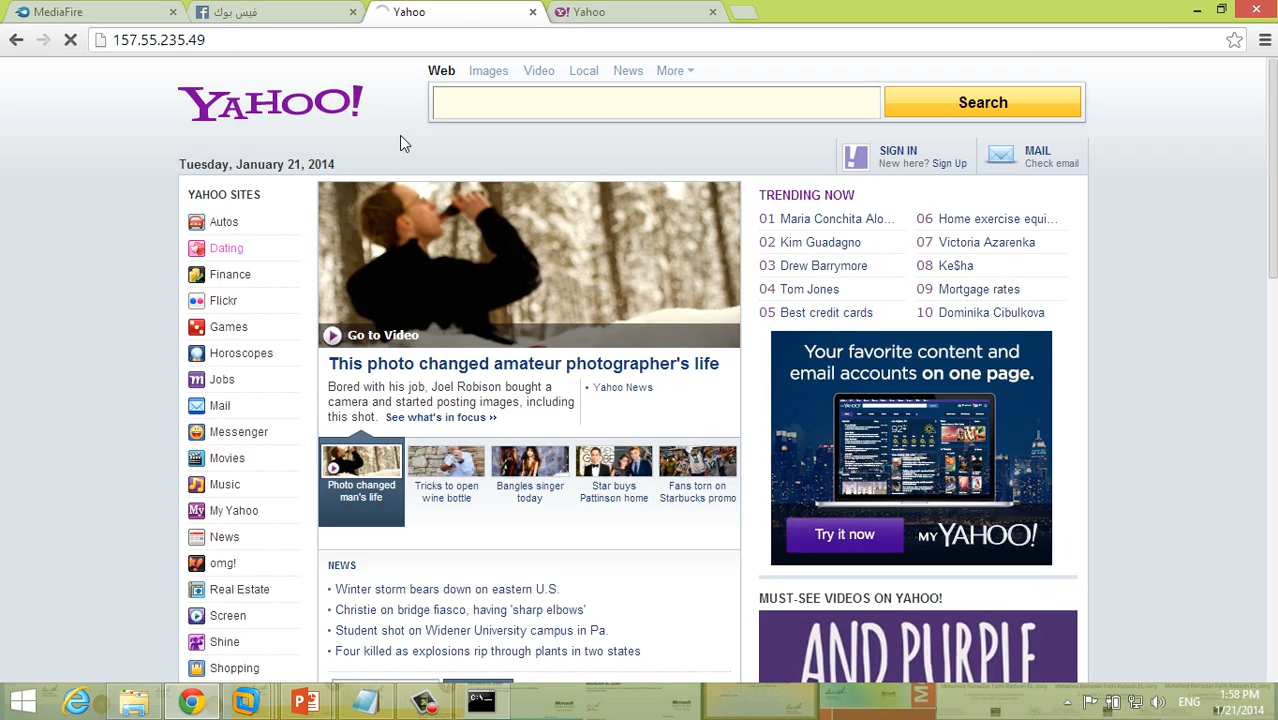 MediaFire
فيس بوك
Yahoo
Yahoo
157.55.235.49
Web Images Video Local News More
YAHOO!
Search
Tuesday, January 21, 2014
SIGN IN
New here? Sign Up
MAIL
Check email
YAHOO SITES
Autos
Dating
Finance
Flickr
Games
Horoscopes
Jobs
Mail
Messenger
Movies
Music
My Yahoo
News
omg!
Real Estate
Screen
Shine
Shopping
Go to Video
This photo changed amateur photographer's life
Bored with his job, Joel Robison bought a
camera and started posting images, including
this shot. See what's in focus »
• Yahoo News
Photo changed
man's life
Tricks to open
wine bottle
Bangles singer
today
Star buys
Pattinson home
Fans torn on
Starbucks promo
NEWS
• Winter storm bears down on eastern U.S.
• Christie on bridge fiasco, having 'sharp elbows'
• Student shot on Widener University campus in Pa.
• Four killed as explosions rip through plants in two states
TRENDING NOW
01 Maria Conchita Alo...
02 Kim Guadagno
03 Drew Barrymore
04 Tom Jones
05 Best credit cards
06 Home exercise equi...
07 Victoria Azarenka
08 Ke$ha
09 Mortgage rates
10 Dominika Cibulkova
Your favorite content and
email accounts on one page.
Try it now
MY YAHOO!
MUST-SEE VIDEOS ON YAHOO!
AND PURPLE
ENG
1:58 PM
1/21/2014